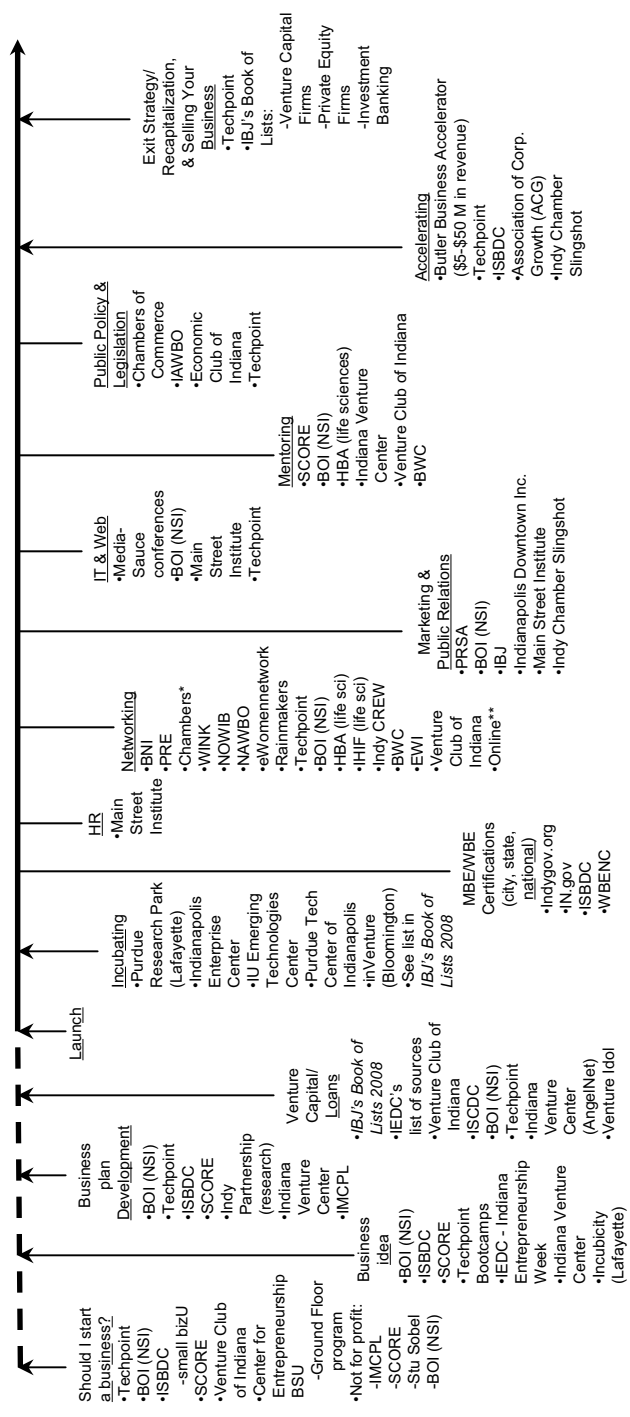 Should I start
a business?
•Techpoint
•BOI (NSI)
•ISBDC
-small bizU
•SCORE
•Venture Club
of Indiana
•Center for
Entrepreneurship
BSU
-Ground Floor
program
•Not for profit:
-IMCPL
-SCORE
-Stu Sobel
-BOI (NSI)
Business
idea
•BOI (NSI)
•ISBDC
•SCORE
•Techpoint
Bootcamps
•IEDC - Indiana
Entrepreneurship
Week
•Indiana Venture
Center
•Incubicity
(Lafayette)
Business
plan
Development
•BOI (NSI)
•Techpoint
•ISBDC
•SCORE
•Indy
Partnership
(research)
•Indiana
Venture
Center
•IMCPL
Venture
Capital/
Loans
•IBJ's Book of
Lists 2008
•IEDC's
list of sources
•Venture Club of
Indiana
•ISCDC
•BOI (NSI)
•Techpoint
•Indiana
Venture
Center
(AngelNet)
•Venture Idol
Launch
Incubating
•Purdue
Research Park
(Lafayette)
•Indianapolis
Enterprise
Center
•IU Emerging
Technologies
Center
•Purdue Tech
Center of
Indianapolis
•inVenture
(Bloomington)
•See list in
IBJ's Book of
Lists 2008
MBE/WBE
Certifications
(city, state,
national)
•Indygov.org
•IN.gov
•ISBDC
•WBENC
HR
•Main
Street
Institute
Networking
•BNI
•PRE
•Chambers*
•WINK
•NOWIB
•NAWBO
•eWomennetwork
•Rainmakers
•Techpoint
•BOI (NSI)
•HBA (life sci)
•IHIF (life sci)
•Indy CREW
•BWC
•EWI
•Venture
Club of
Indiana
•Online**
Marketing &
Public Relations
•PRSA
•BOI (NSI)
•IBJ
•Indianapolis Downtown Inc.
•Main Street Institute
•Indy Chamber Slingshot
IT & Web
•Media-
Sauce
conferences
•BOI (NSI)
•Main
Street
Institute
•Techpoint
Mentoring
•SCORE
•BOI (NSI)
•HBA (life sciences)
•Indiana Venture
Center
•Venture Club of Indiana
•BWC
Public Policy &
Legislation
•Chambers of
Commerce
•IAWBO
•Economic
Club of
Indiana
•Techpoint
Accelerating
•Butler Business Accelerator
($5-$50 M in revenue)
•Techpoint
•ISBDC
•Association of Corp.
Growth (ACG)
•Indy Chamber
Slingshot
Exit Strategy/
Recapitalization,
& Selling Your
Business
•Techpoint
•IBJ's Book of
Lists:
-Venture Capital
Firms
-Private Equity
Firms
-Investment
Banking